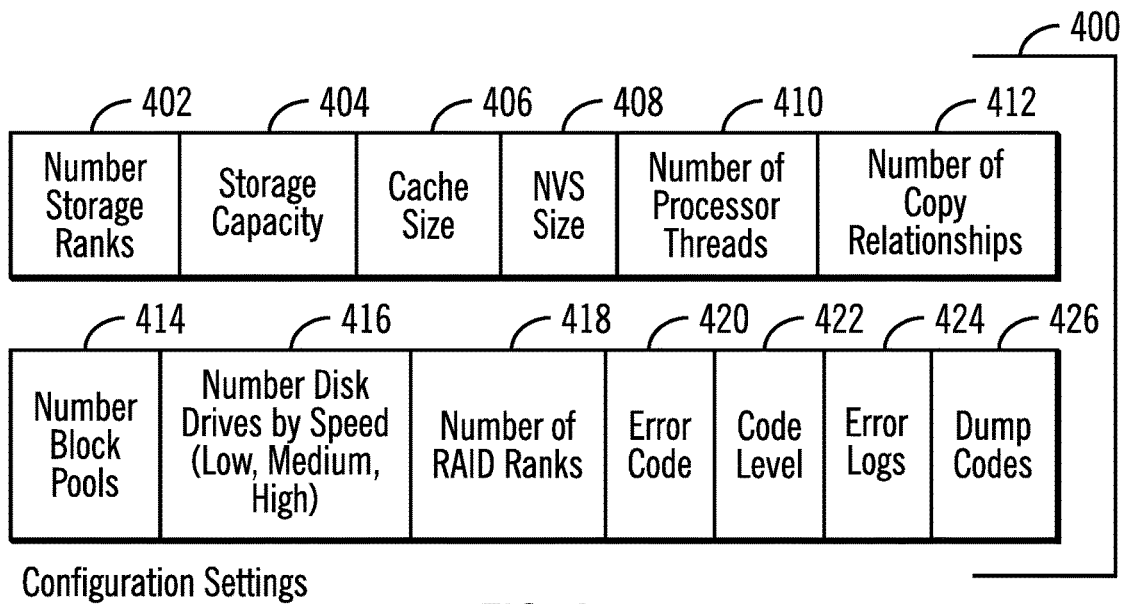 400
402 404 406 408 410 412
Number Storage Ranks
Storage Capacity
Cache Size
NVS Size
Number of Processor Threads
Number of Copy Relationships
414 416 418 420 422 424 426
Number Block Pools
Number Disk Drives by Speed (Low, Medium, High)
Number of RAID Ranks
Error Code
Code Level
Error Logs
Dump Codes
Configuration Settings